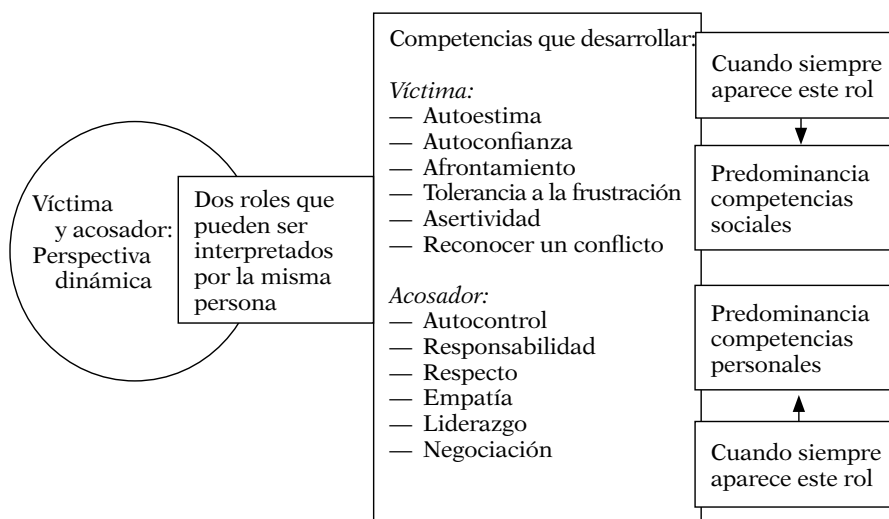 Víctima
y acosador:
Perspectiva
dinámica
Dos roles que
pueden ser
interpretados
por la misma
persona
Competencias que desarrollar:
Víctima:
— Autoestima
— Autoconfianza
— Afrontamiento
— Tolerancia a la frustración
— Asertividad
— Reconocer un conflicto
Acosador:
— Autocontrol
— Responsabilidad
— Respecto
— Empatía
— Liderazgo
— Negociación
Cuando siempre
aparece este rol
Predominancia
competencias
sociales
Predominancia
competencias
personales
Cuando siempre
aparece este rol